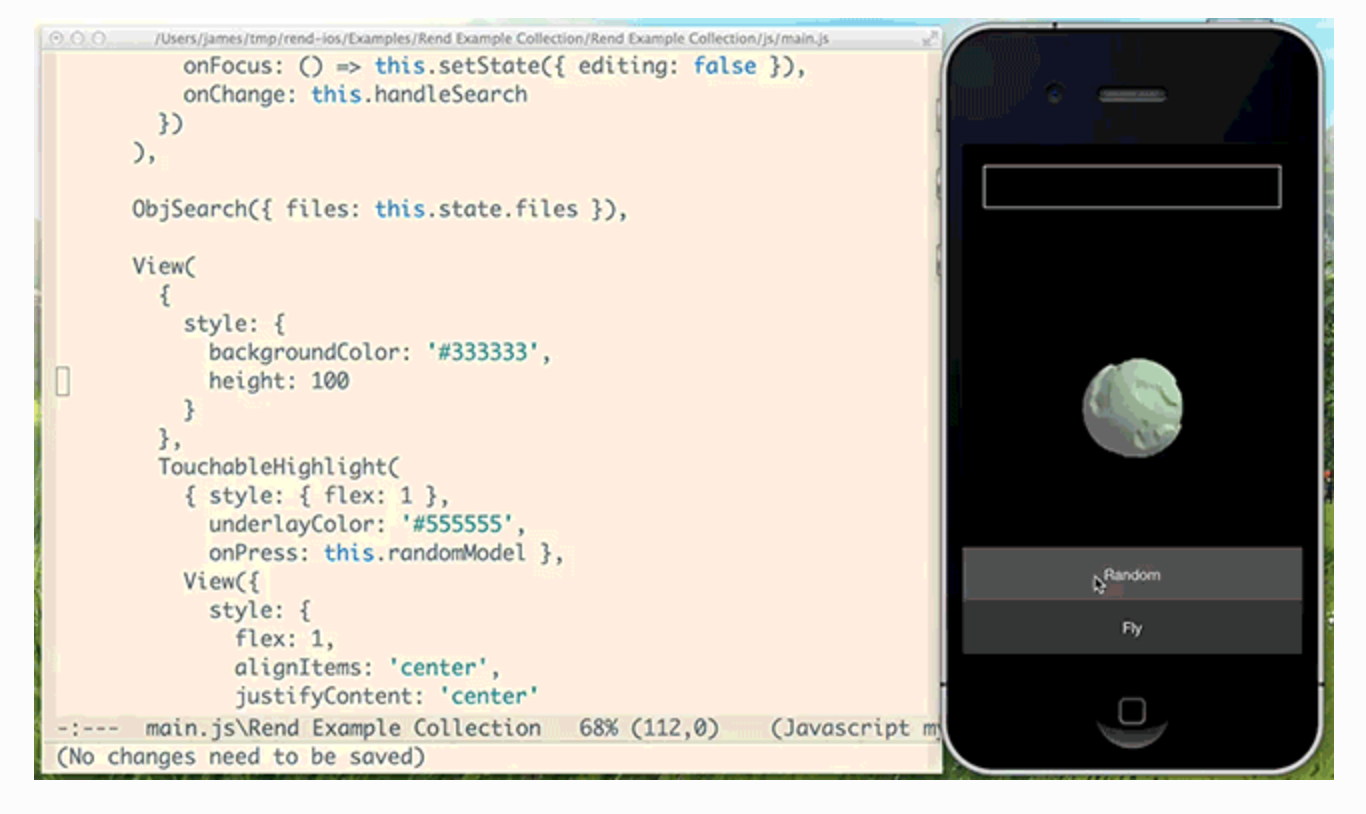 /Users/james/tmp/rend-ios/Examples/Rend Example Collection/Rend Example Collection/js/main.js
onFocus: () => this.setState({ editing: false }),
onChange: this.handleSearch
})
),
ObjSearch({ files: this.state.files }),
View(
{
style: {
backgroundColor: '#333333',
height: 100
}
},
TouchableHighlight(
{ style: { flex: 1 },
underlayColor: '#555555',
onPress: this.randomModel },
View({
style: {
flex: 1,
alignItems: 'center',
justifyContent: 'center'
-:--- main.js\Rend Example Collection 68% (112,0) (Javascript m
(No changes need to be saved)
Random
Fly